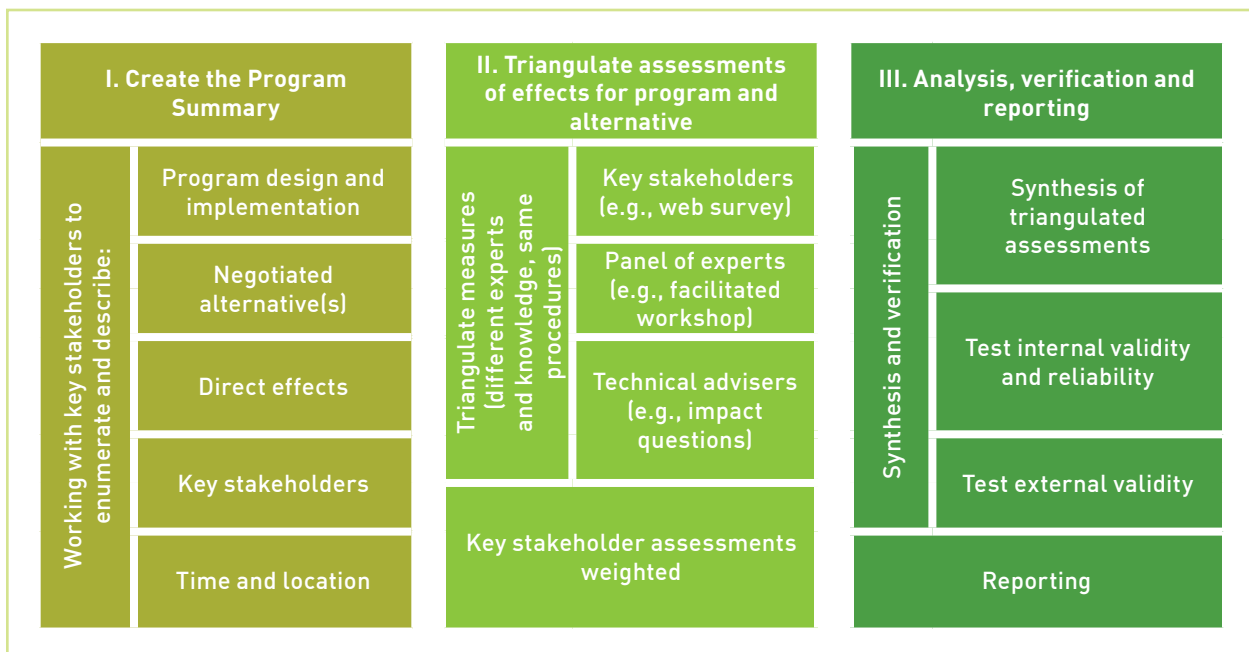 I. Create the Program
Summary
Working with key stakeholders to
enumerate and describe:
Program design and
implementation
Negotiated
alternative(s)
Direct effects
Key stakeholders
Time and location
II. Triangulate assessments
of effects for program and
alternative
Triangulate measures
(different experts
and knowledge, same
procedures)
Key stakeholders
(e.g., web survey)
Panel of experts
(e.g., facilitated
workshop)
Technical advisers
(e.g., impact
questions)
Key stakeholder assessments
weighted
III. Analysis, verification and
reporting
Synthesis and verification
Synthesis of
triangulated
assessments
Test internal validity
and reliability
Test external validity
Reporting